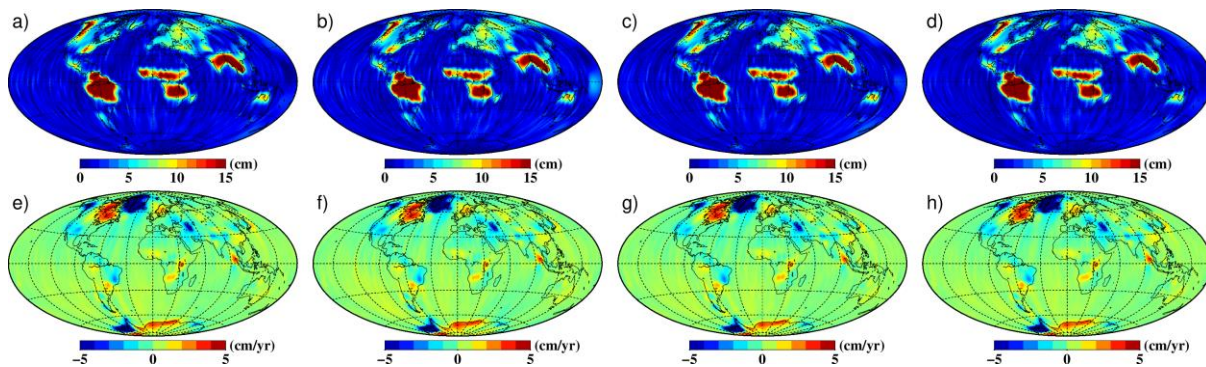 a) b) c) d)
(cm) (cm) (cm) (cm)
0 5 10 15 0 5 10 15 0 5 10 15 0 5 10 15
e) f) g) h)
(cm/yr) (cm/yr) (cm/yr) (cm/yr)
−5 0 5 −5 0 5 −5 0 5 −5 0 5